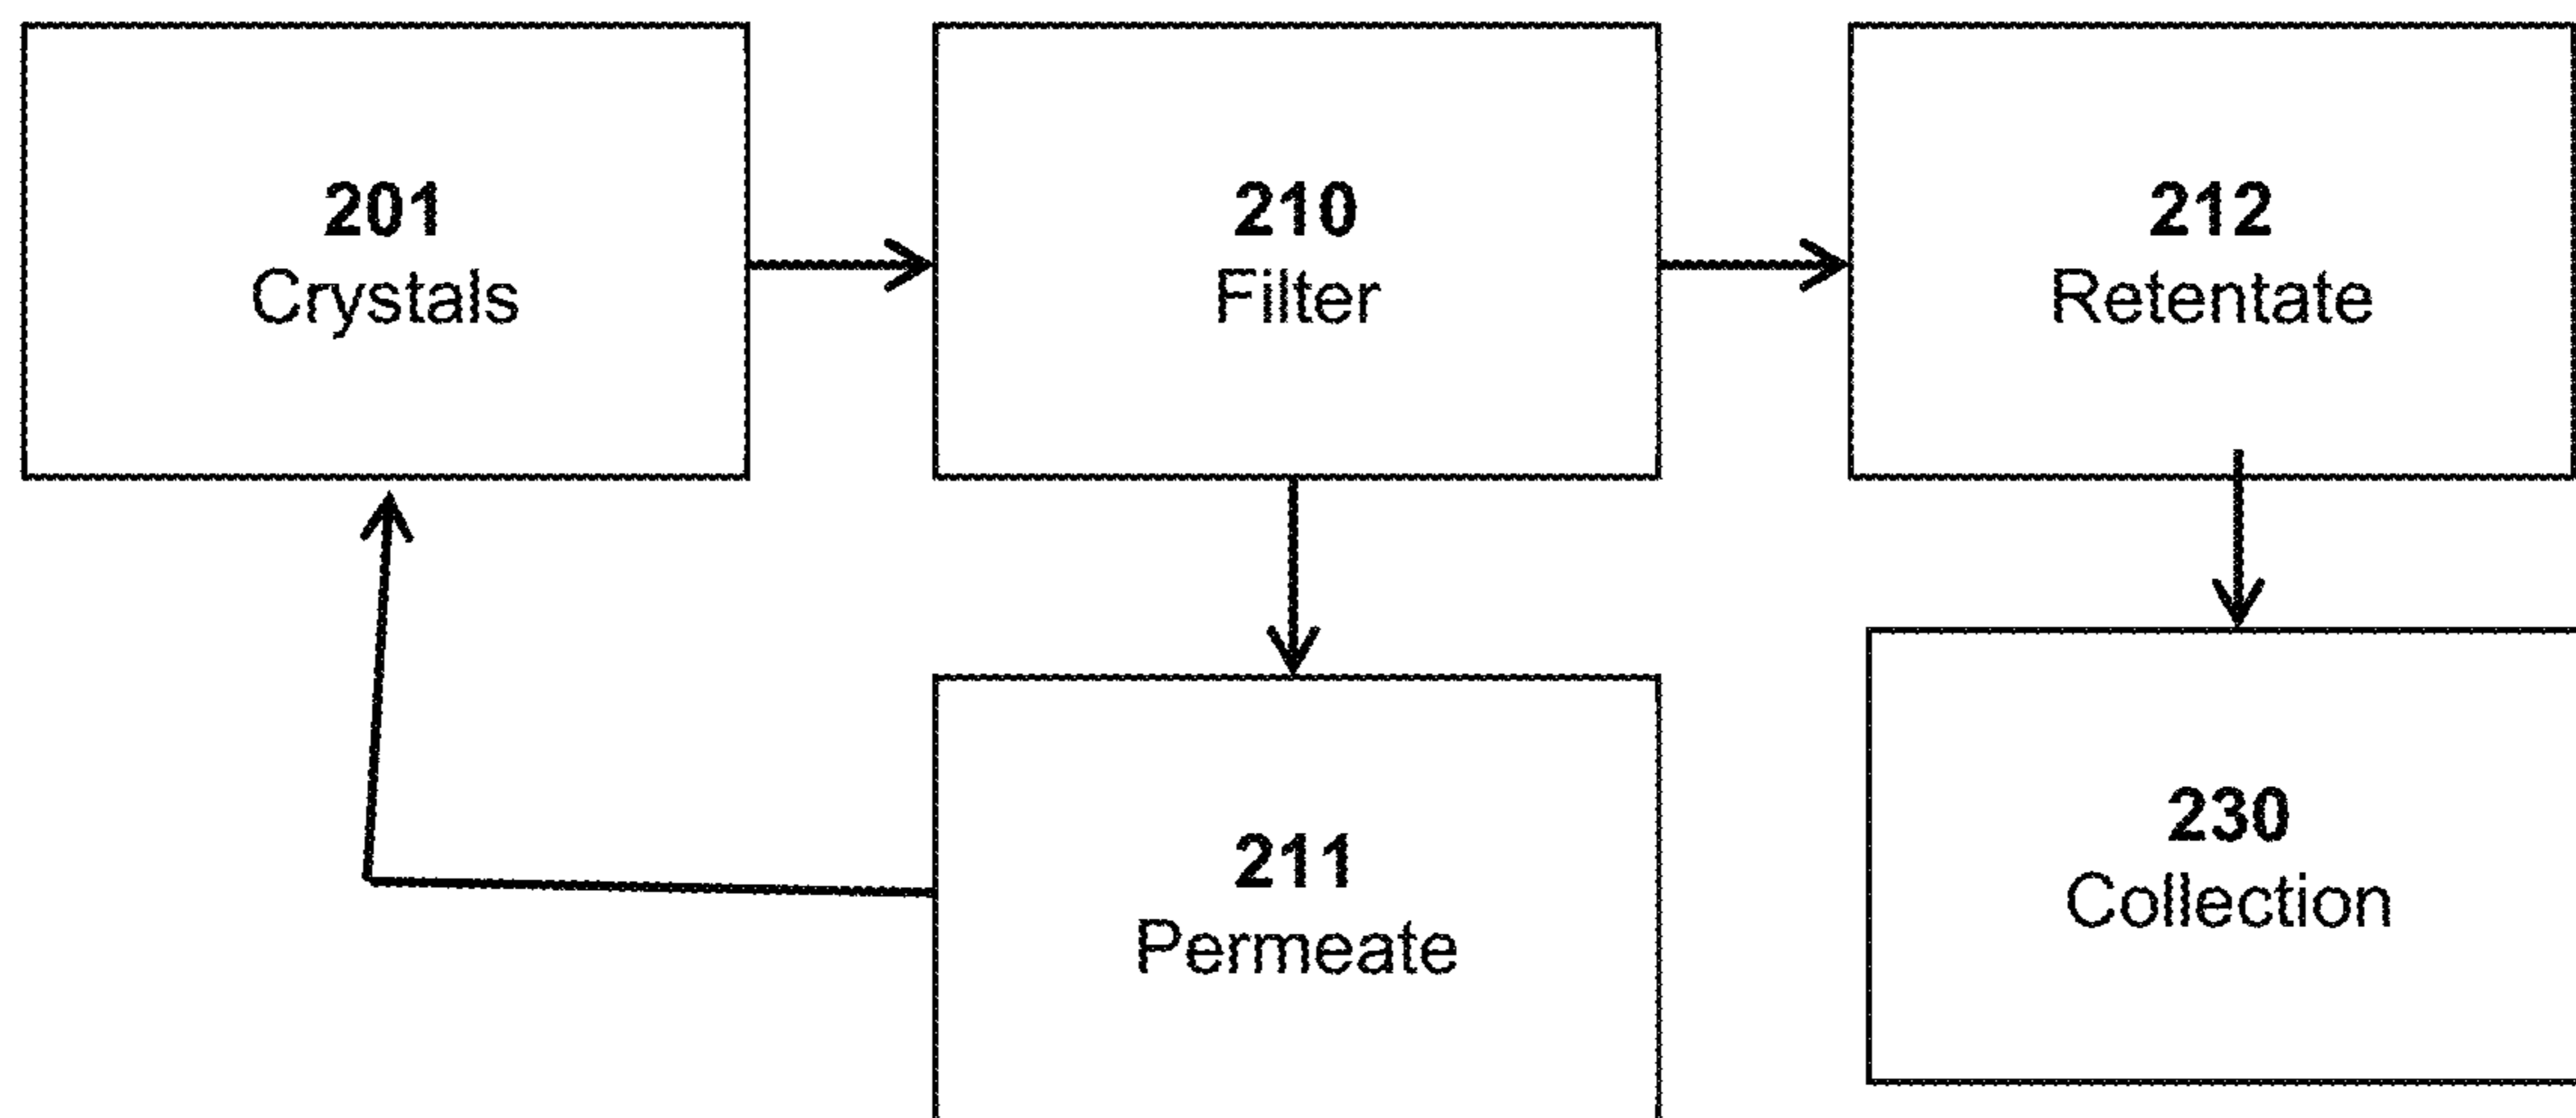 201
Crystals
210
Filter
212
Retentate
211
Permeate
230
Collection